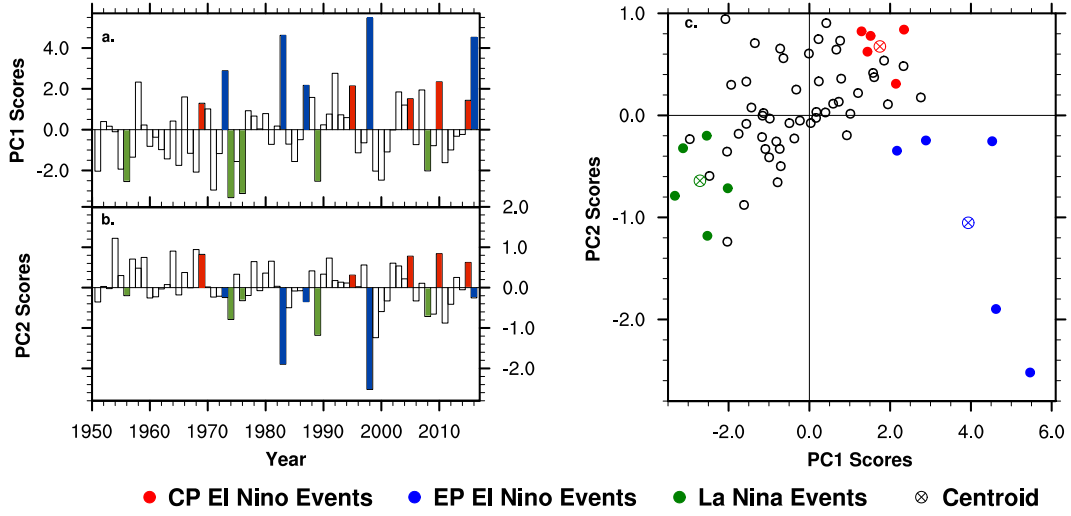 a.
4.0
2.0
0.0
-2.0
PC1 Scores
b.
2.0
1.0
0.0
-1.0
-2.0
PC2 Scores
1950 1960 1970 1980 1990 2000 2010
Year
c.
1.0
0.0
-1.0
-2.0
PC2 Scores
-2.0 0.0 2.0 4.0 6.0
PC1 Scores
CP El Nino Events EP El Nino Events La Nina Events Centroid